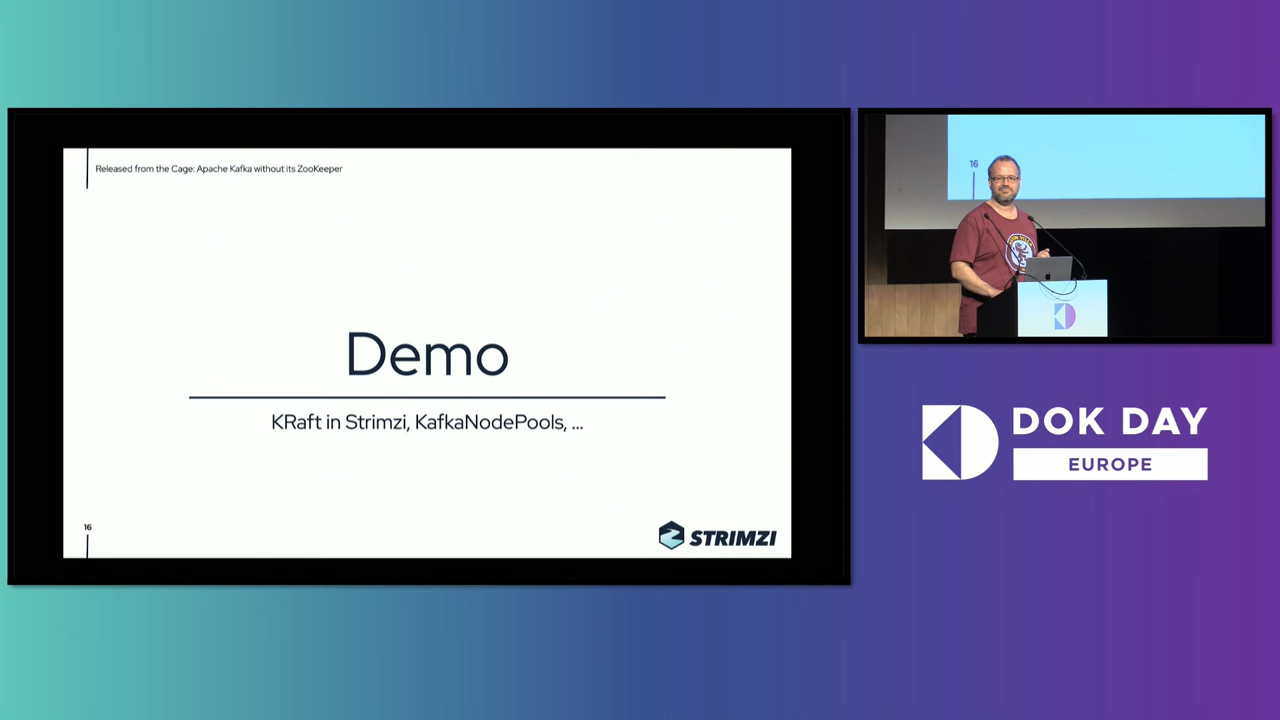 Released from the Cage: Apache Kafka without its ZooKeeper
Demo
KRaft in Strimzi, KafkaNodePools, ...
16
STRIMZI
16
DOK DAY
EUROPE